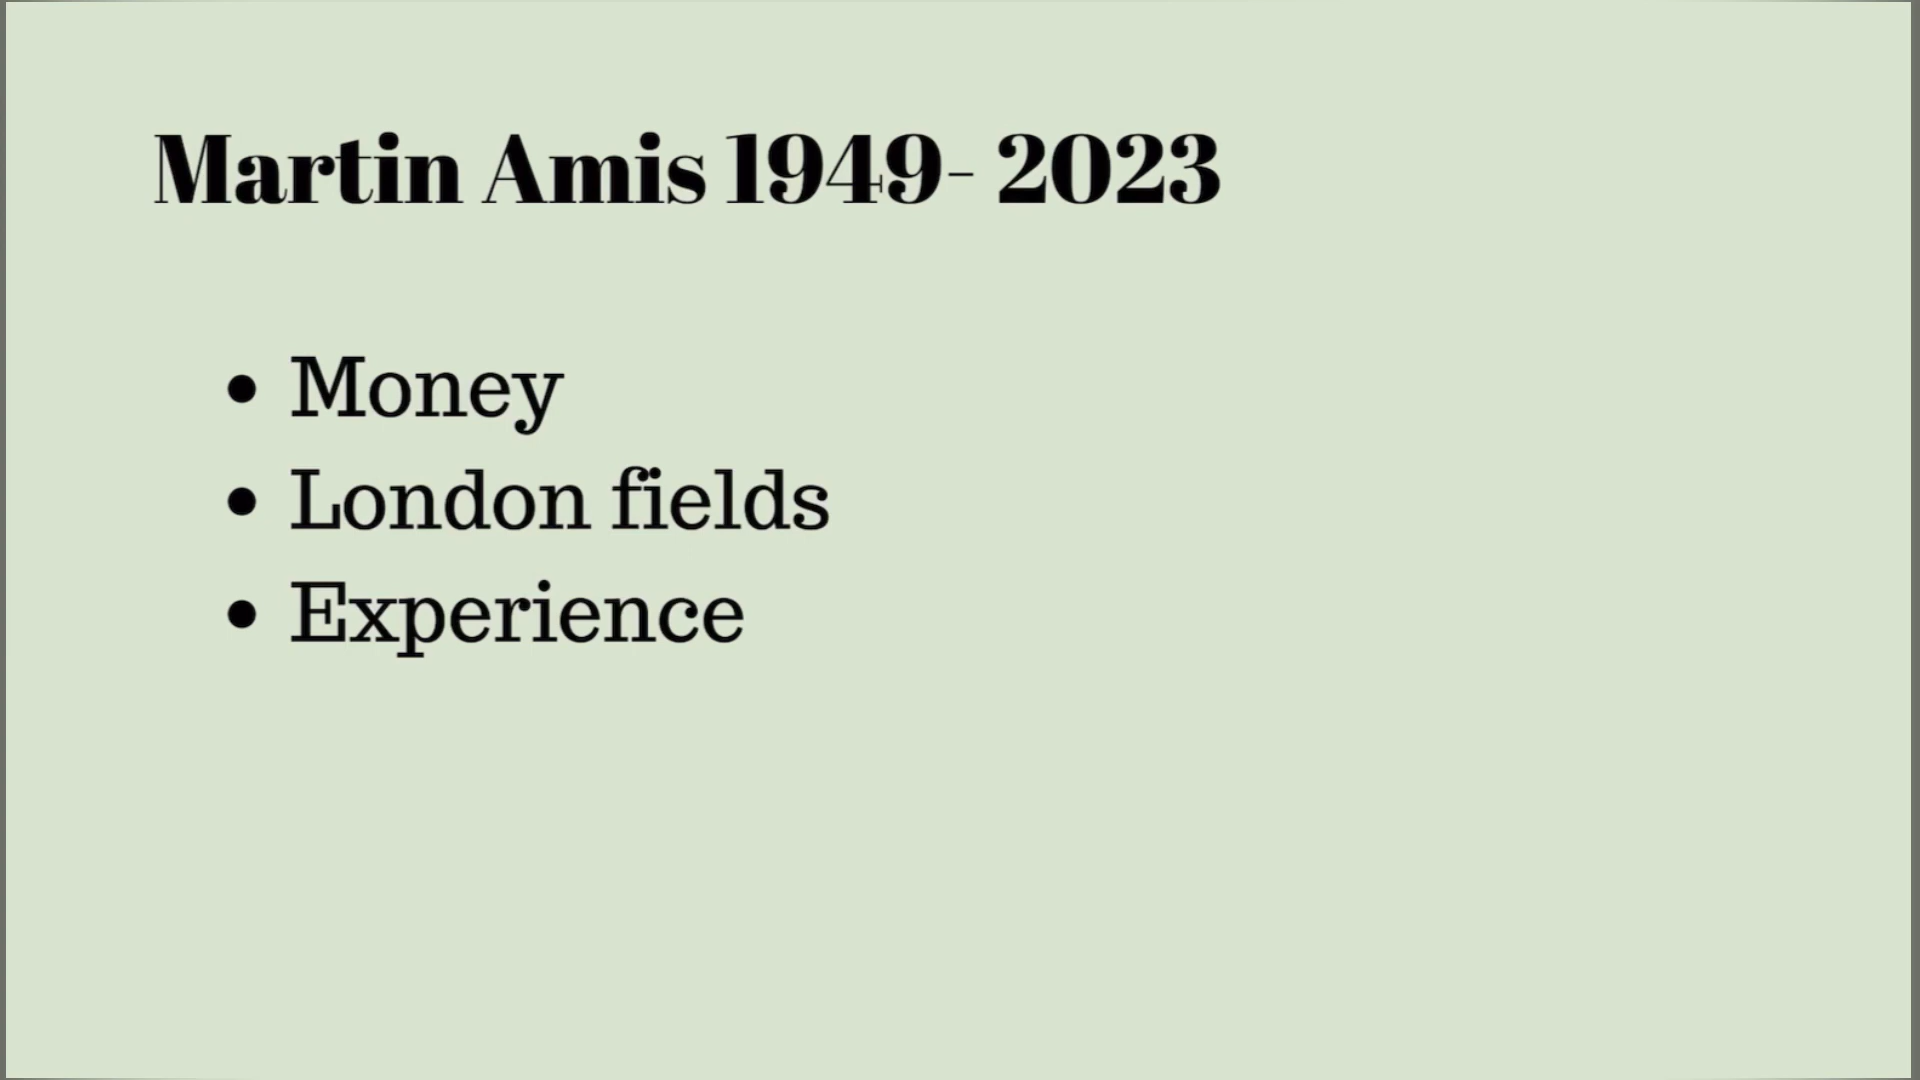 Martin Amis 1949- 2023
• Money
• London fields
• Experience